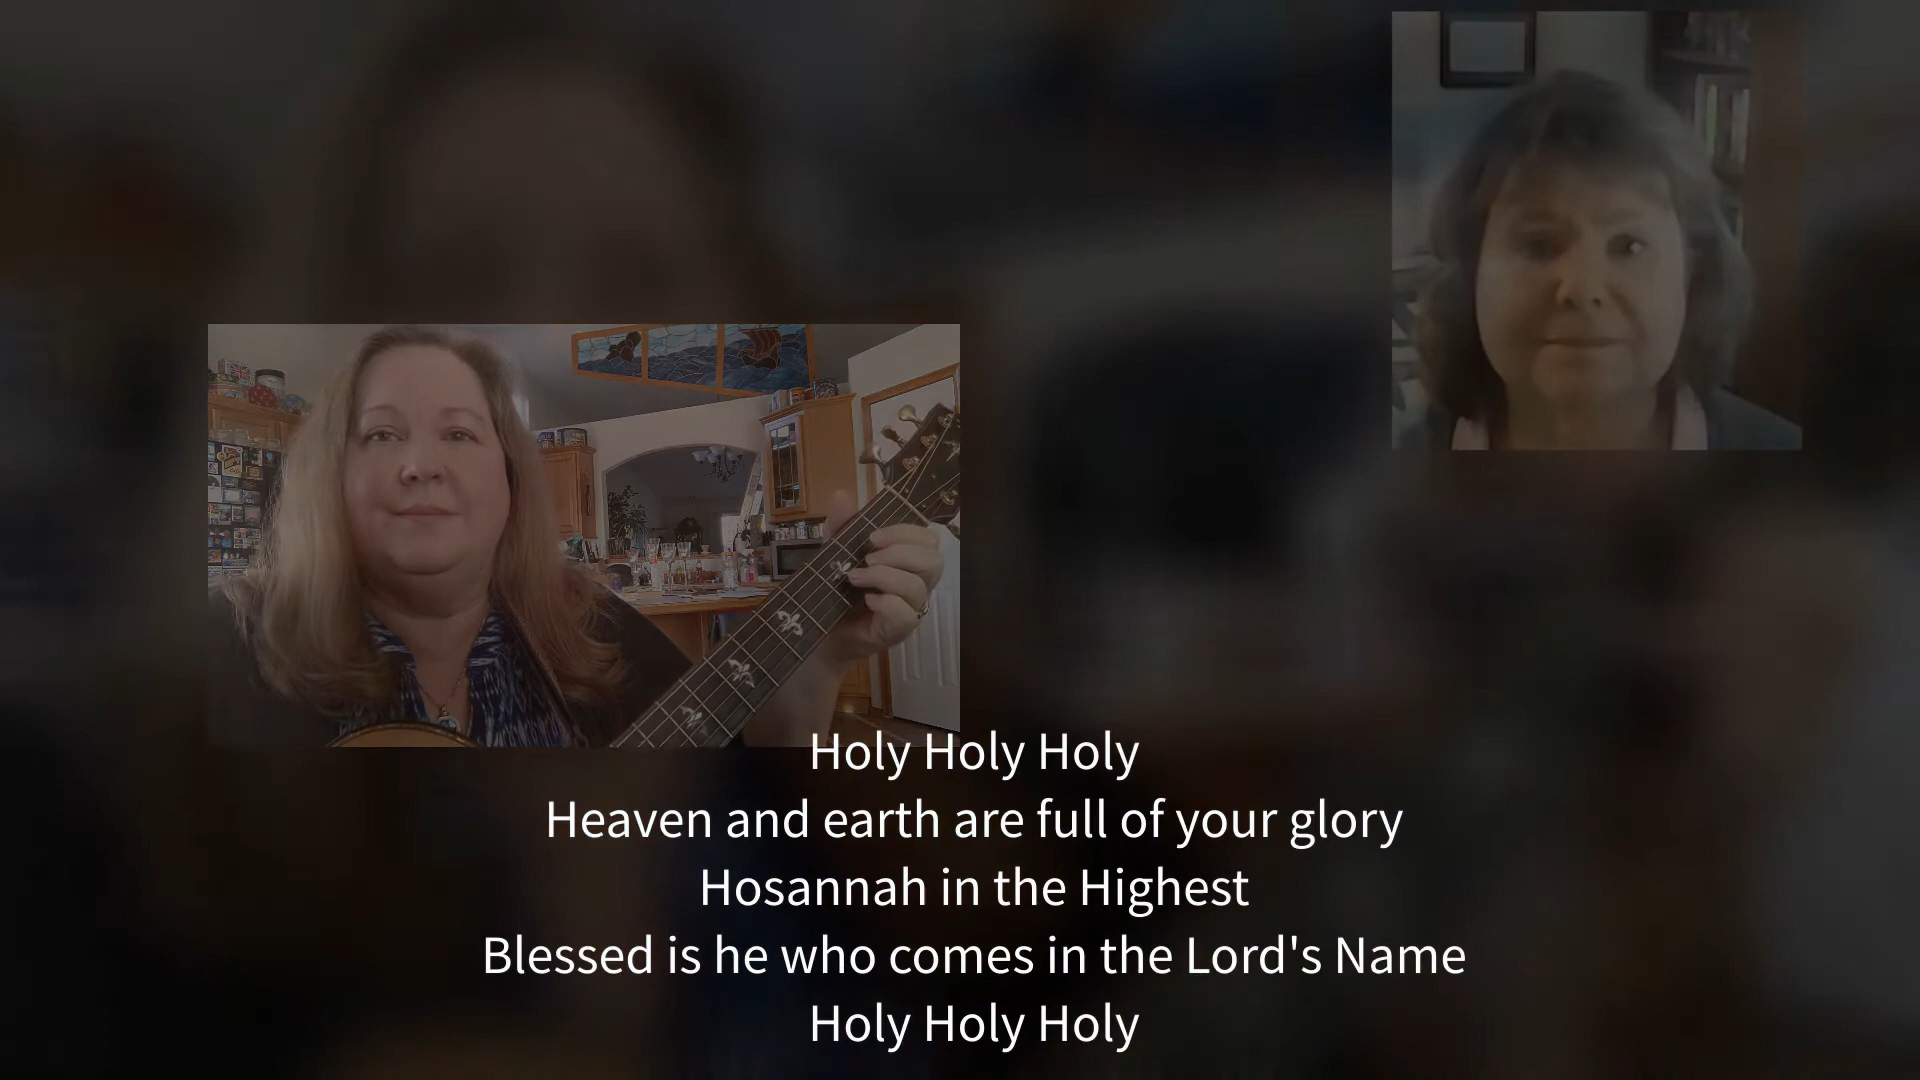 Holy Holy Holy
Heaven and earth are full of your glory
Hosannah in the Highest
Blessed is he who comes in the Lord's Name
Holy Holy Holy